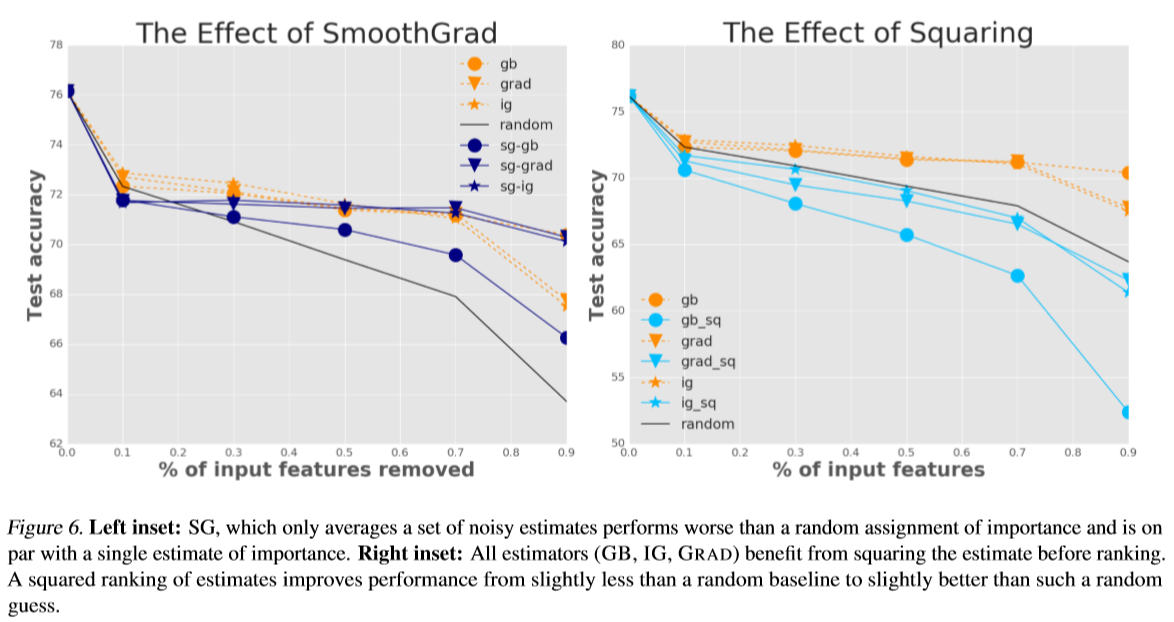 The Effect of SmoothGrad
78
76
74
72
70
68
66
64
62
Test accuracy
gb
grad
ig
random
sg-gb
sg-grad
sg-ig
0.0 0.1 0.2 0.3 0.4 0.5 0.6 0.7 0.8 0.9
% of input features removed
The Effect of Squaring
80
75
70
65
60
55
50
Test accuracy
gb
gb_sq
grad
grad_sq
ig
ig_sq
random
0.0 0.1 0.2 0.3 0.4 0.5 0.6 0.7 0.8 0.9
% of input features
Figure 6. Left inset: SG, which only averages a set of noisy estimates performs worse than a random assignment of importance and is on
par with a single estimate of importance. Right inset: All estimators (GB, IG, GRAD) benefit from squaring the estimate before ranking.
A squared ranking of estimates improves performance from slightly less than a random baseline to slightly better than such a random
guess.